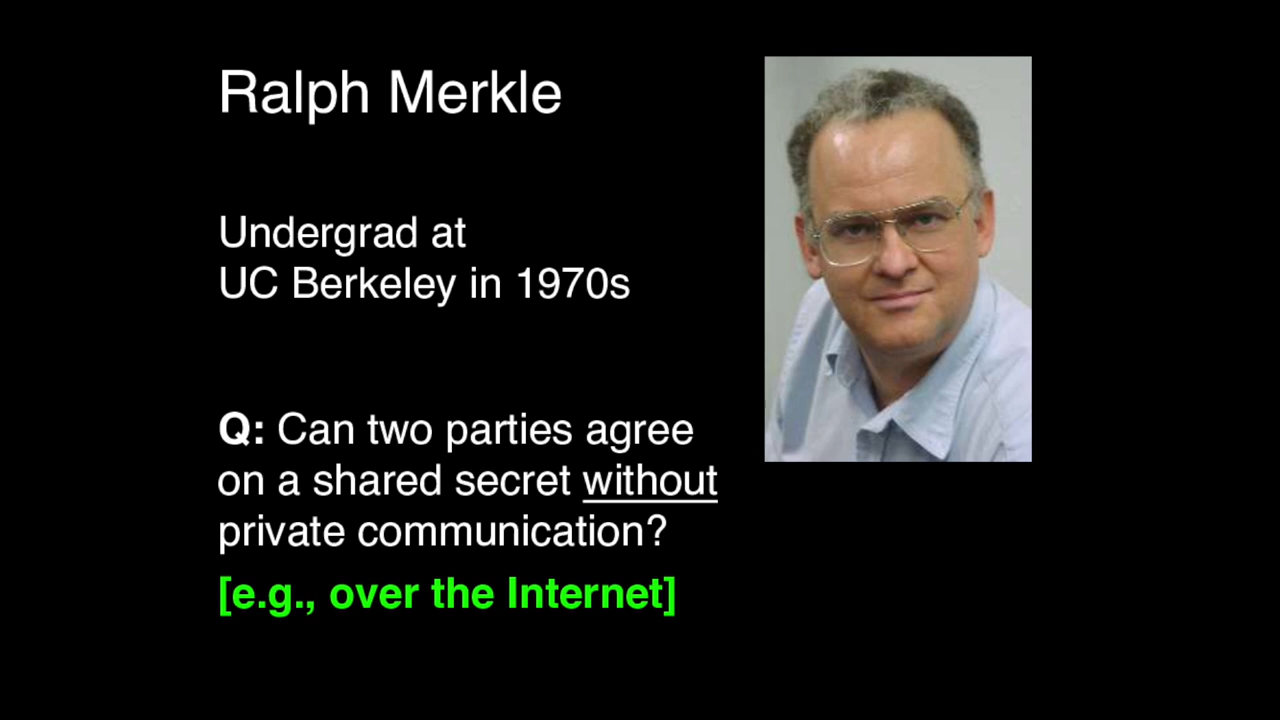 Ralph Merkle
Undergrad at
UC Berkeley in 1970s
Q: Can two parties agree
on a shared secret without
private communication?
[e.g., over the Internet]